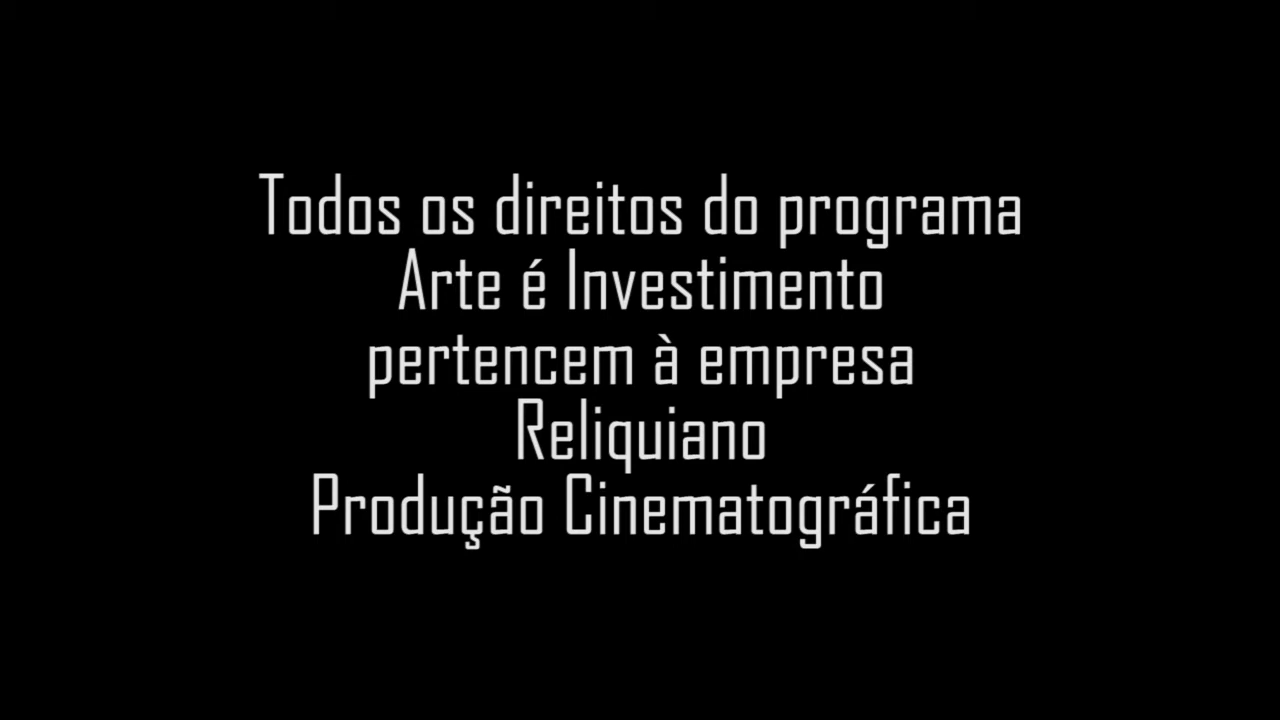 Todos os direitos do programa
Arte é Investimento
pertencem à empresa
Reliquiano
Produção Cinematográfica